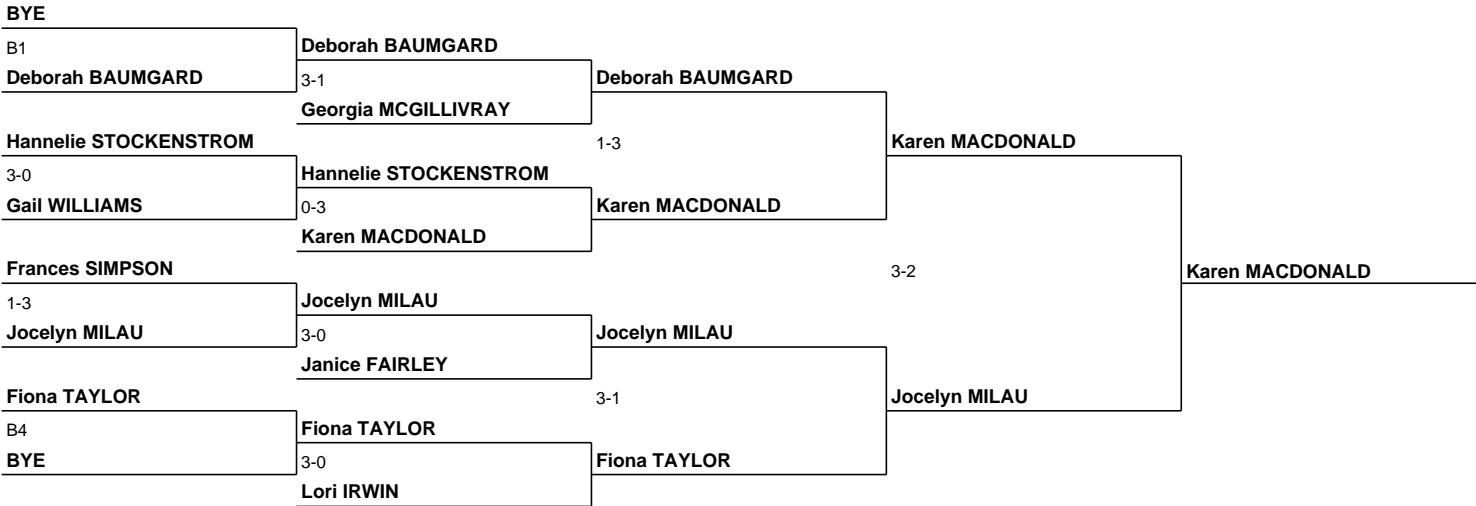 BYE
B1
Deborah BAUMGARD
Hannelie STOCKENSTROM
3-0
Gail WILLIAMS
Frances SIMPSON
1-3
Jocelyn MILAU
Fiona TAYLOR
B4
BYE
Deborah BAUMGARD
3-1
Georgia MCGILLIVRAY
Hannelie STOCKENSTROM
0-3
Karen MACDONALD
Jocelyn MILAU
3-0
Janice FAIRLEY
Fiona TAYLOR
3-0
Lori IRWIN
Deborah BAUMGARD
1-3
Karen MACDONALD
Jocelyn MILAU
3-1
Fiona TAYLOR
Karen MACDONALD
3-2
Jocelyn MILAU
Karen MACDONALD